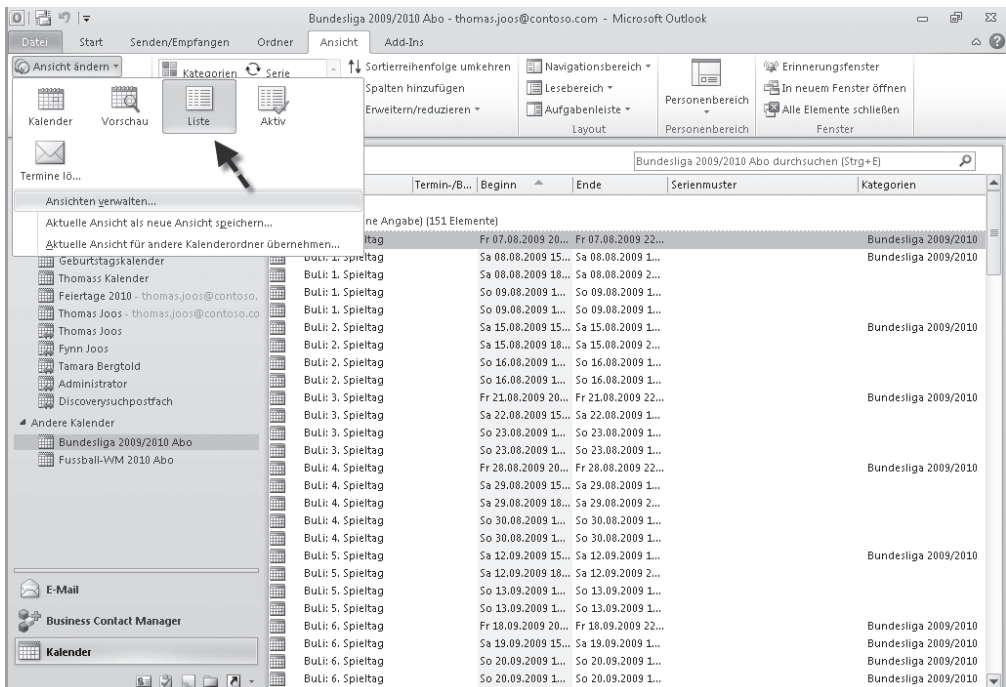 Bundesliga 2009/2010 Abo - thomas.joos@contoso.com - Microsoft Outlook
Datei Start Senden/Empfangen Ordner Ansicht Add-Ins
Ansicht ändern
Kategorien Serie
Sortierreihenfolge umkehren
Spalten hinzufügen
Erweitern/reduzieren
Navigationsbereich
Lesebereich
Aufgabenleiste
Layout
Personenbereich
Personenbereich
Erinnerungsfenster
In neuem Fenster öffnen
Alle Elemente schließen
Fenster
Kalender Vorschau Liste Aktiv
Termine lö...
Ansichten verwalten...
Aktuelle Ansicht als neue Ansicht speichern...
Aktuelle Ansicht für andere Kalenderordner übernehmen...
Geburtstagskalender
Thomass Kalender
Feiertage 2010 - thomas.joos@contoso.
Thomas Joos - thomas.joos@contoso.co
Thomas Joos
Fynn Joos
Tamara Bergtold
Administrator
Discoverysuchpostfach
Andere Kalender
Bundesliga 2009/2010 Abo
Fussball-WM 2010 Abo
E-Mail
Business Contact Manager
Kalender
Bundesliga 2009/2010 Abo durchsuchen (Strg+E)
Termin-/B... Beginn Ende Serienmuster Kategorien
ne Angabe) (151 Elemente)
ltag Fr 07.08.2009 20... Fr 07.08.2009 22... Bundesliga 2009/2010
BuLi: 1. Spieltag Sa 08.08.2009 15... Sa 08.08.2009 1... Bundesliga 2009/2010
BuLi: 1. Spieltag Sa 08.08.2009 18... Sa 08.08.2009 2...
BuLi: 1. Spieltag So 09.08.2009 1... So 09.08.2009 1...
BuLi: 1. Spieltag So 09.08.2009 1... So 09.08.2009 1...
BuLi: 2. Spieltag Sa 15.08.2009 15... Sa 15.08.2009 1... Bundesliga 2009/2010
BuLi: 2. Spieltag Sa 15.08.2009 18... Sa 15.08.2009 2...
BuLi: 2. Spieltag So 16.08.2009 1... So 16.08.2009 1...
BuLi: 2. Spieltag So 16.08.2009 1... So 16.08.2009 1...
BuLi: 3. Spieltag Fr 21.08.2009 20... Fr 21.08.2009 22... Bundesliga 2009/2010
BuLi: 3. Spieltag Sa 22.08.2009 15... Sa 22.08.2009 1...
BuLi: 3. Spieltag So 23.08.2009 1... So 23.08.2009 1...
BuLi: 3. Spieltag So 23.08.2009 1... So 23.08.2009 1...
BuLi: 4. Spieltag Fr 28.08.2009 20... Fr 28.08.2009 22... Bundesliga 2009/2010
BuLi: 4. Spieltag Sa 29.08.2009 15... Sa 29.08.2009 1...
BuLi: 4. Spieltag Sa 29.08.2009 18... Sa 29.08.2009 2...
BuLi: 4. Spieltag So 30.08.2009 1... So 30.08.2009 1...
BuLi: 4. Spieltag So 30.08.2009 1... So 30.08.2009 1...
BuLi: 5. Spieltag Sa 12.09.2009 15... Sa 12.09.2009 1... Bundesliga 2009/2010
BuLi: 5. Spieltag Sa 12.09.2009 18... Sa 12.09.2009 2...
BuLi: 5. Spieltag So 13.09.2009 1... So 13.09.2009 1...
BuLi: 5. Spieltag So 13.09.2009 1... So 13.09.2009 1...
BuLi: 6. Spieltag Fr 18.09.2009 20... Fr 18.09.2009 22... Bundesliga 2009/2010
BuLi: 6. Spieltag Sa 19.09.2009 15... Sa 19.09.2009 1... Bundesliga 2009/2010
BuLi: 6. Spieltag So 20.09.2009 1... So 20.09.2009 1... Bundesliga 2009/2010
BuLi: 6. Spieltag So 20.09.2009 1... So 20.09.2009 1... Bundesliga 2009/2010